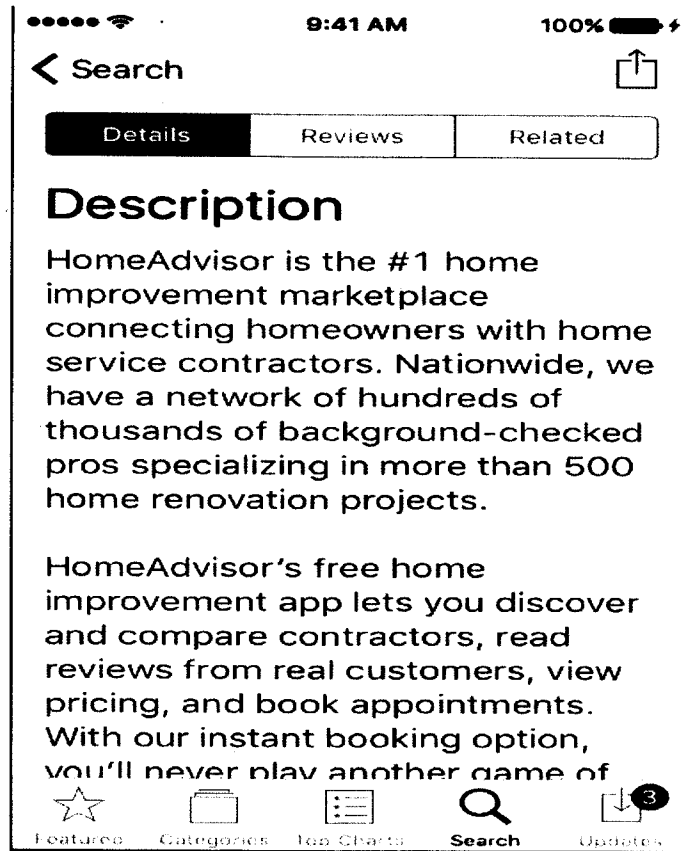 9:41 AM 100%
Search
Details Reviews Related
Description
HomeAdvisor is the #1 home
improvement marketplace
connecting homeowners with home
service contractors. Nationwide, we
have a network of hundreds of
thousands of background-checked
pros specializing in more than 500
home renovation projects.
HomeAdvisor's free home
improvement app lets you discover
and compare contractors, read
reviews from real customers, view
pricing, and book appointments.
With our instant booking option,
you'll never play another game of
3
Featured Categories Top Charts Search Updates